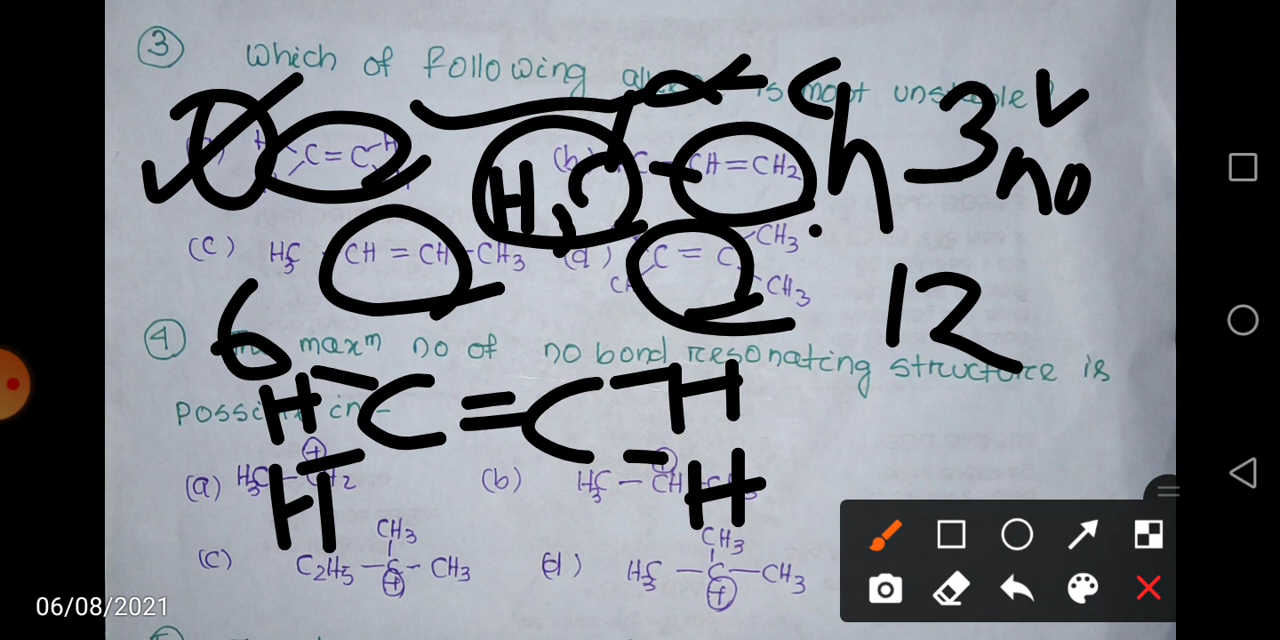 ③ Which of following is most unstable?
C=C
(b) CH=CH2
(c) H3C CH = CH-CH3 (d) C = C CH3
CH3
④ maxm no of no bond resonating structure is
possible in-
(a) H3C - CH2 (b) H3C - CH
CH3 CH3
(c) C2H5 - C - CH3 (d) H3C - C - CH3
⊕ ⊕
Ch-3 no
H3C
6
12
H C = C H
H H
06/08/2021